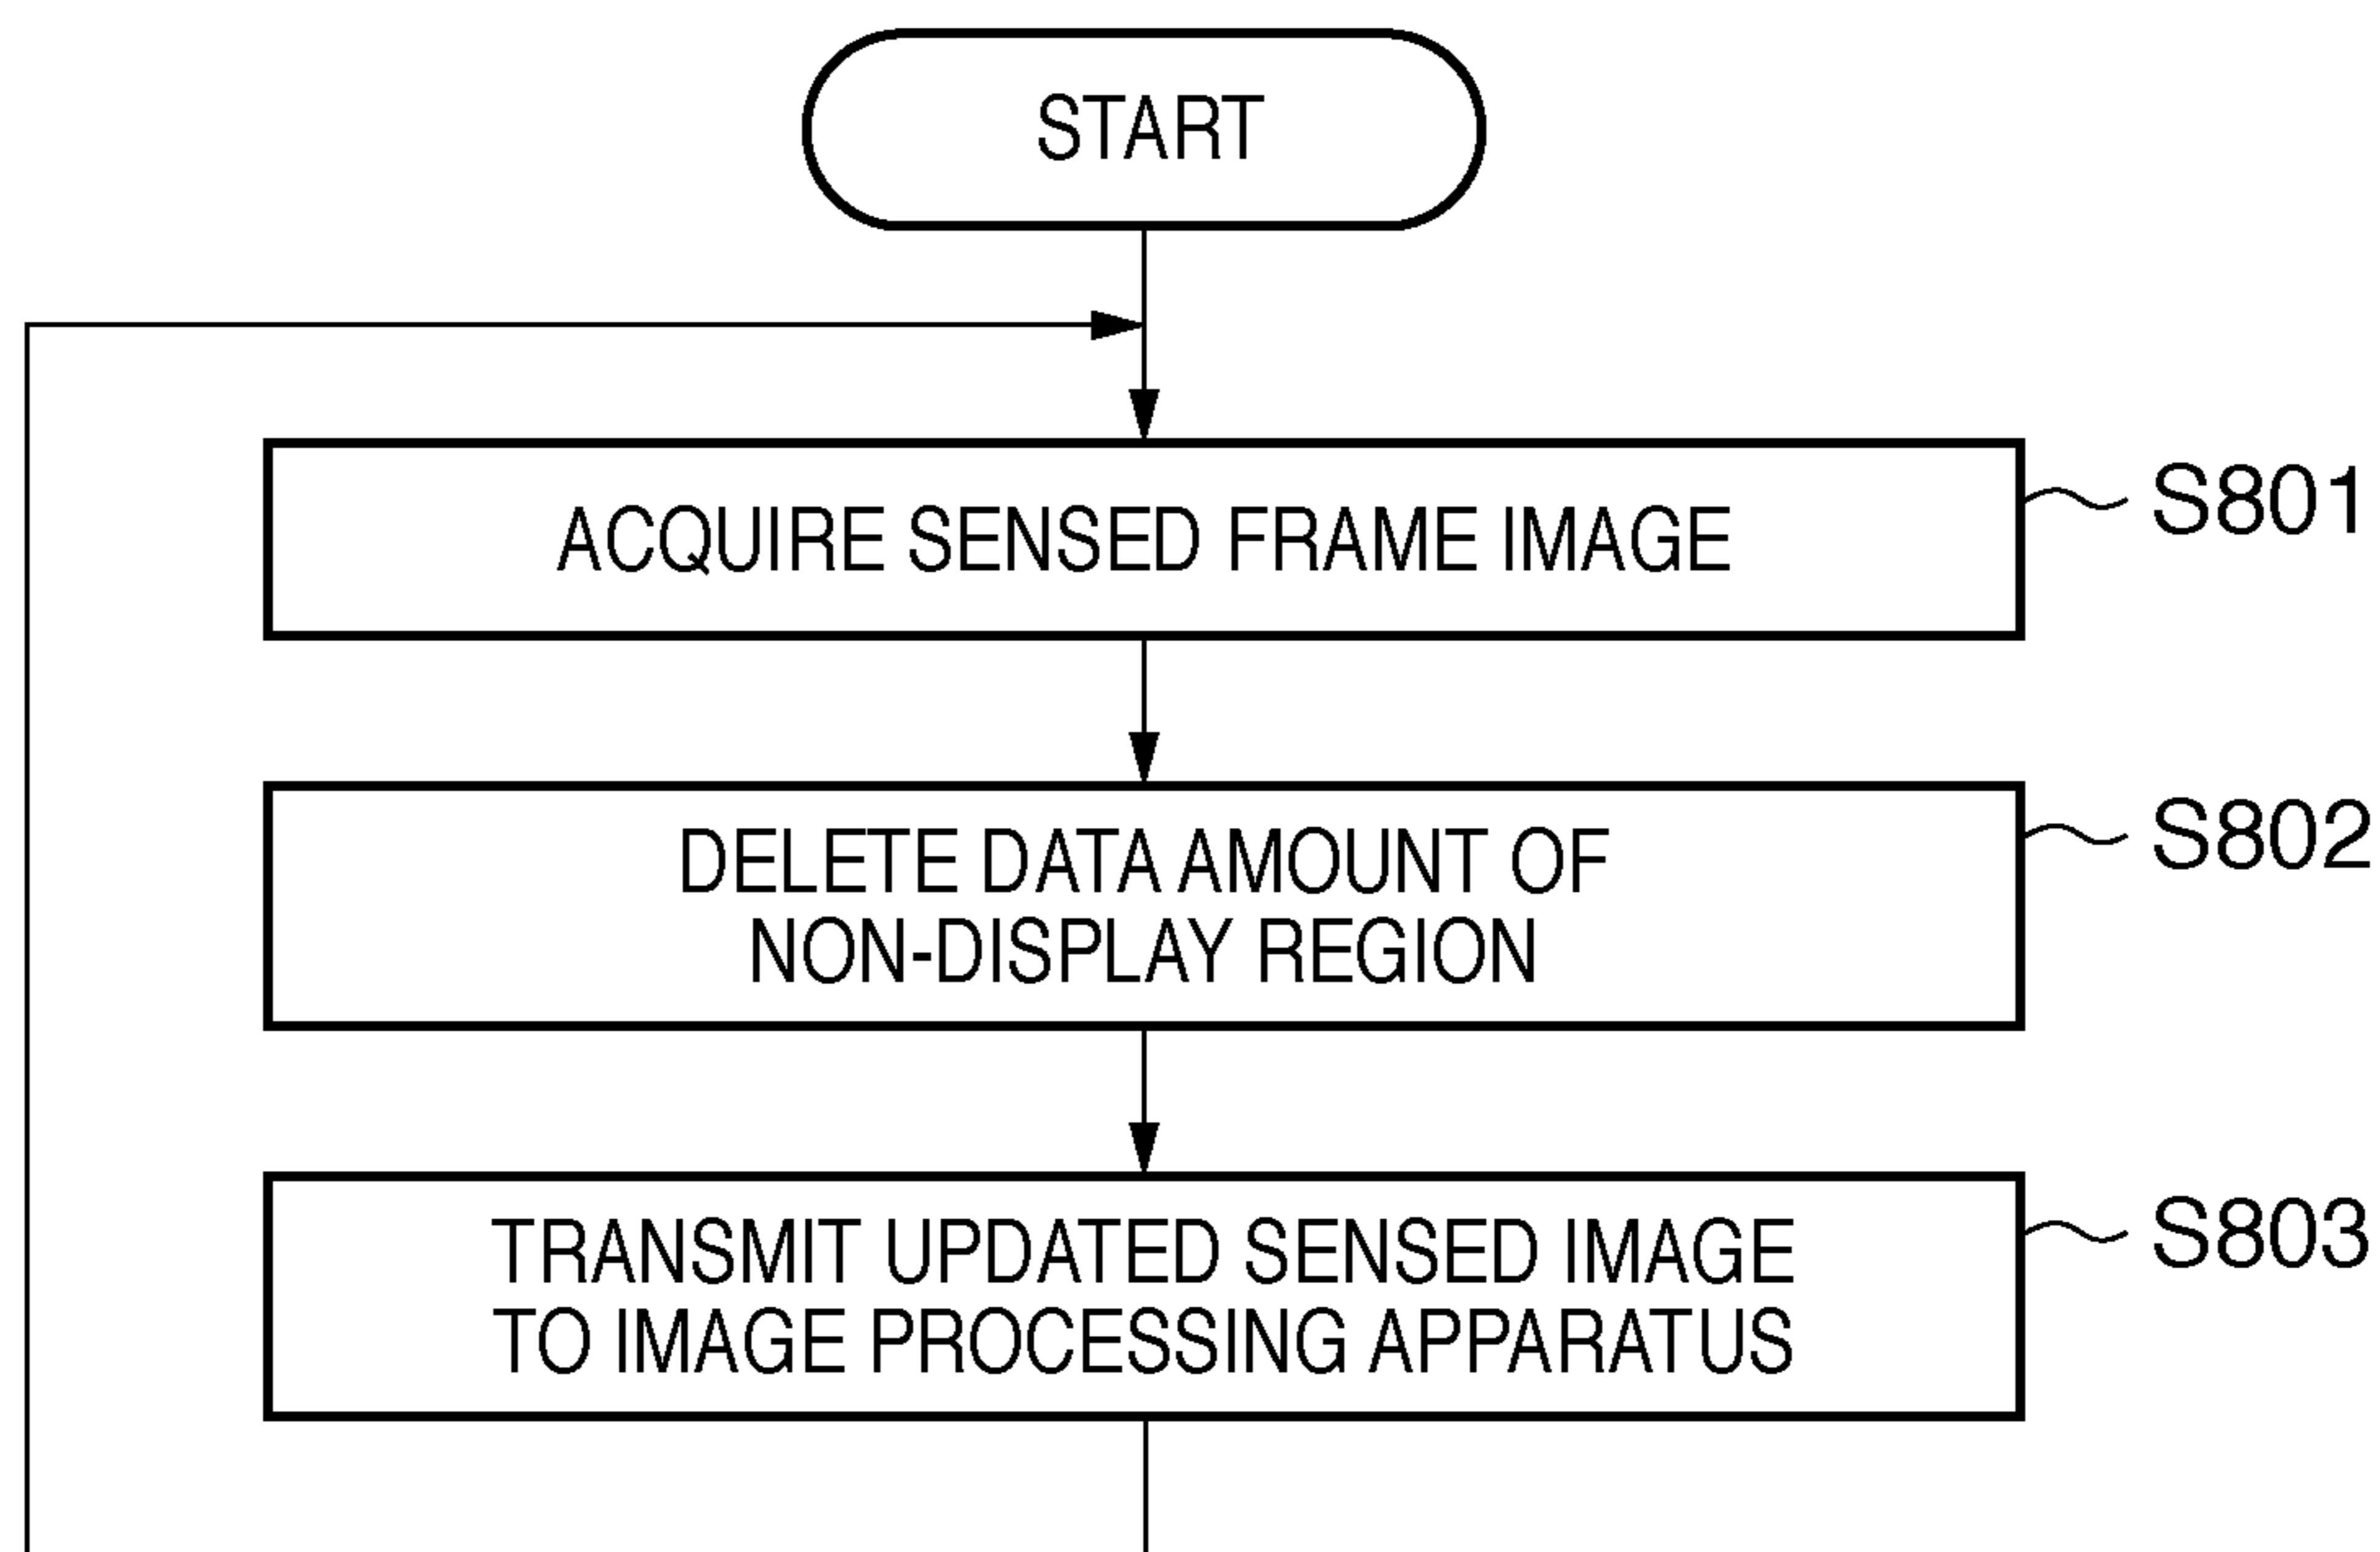 START
ACQUIRE SENSED FRAME IMAGE
S801
DELETE DATA AMOUNT OF
NON-DISPLAY REGION
S802
TRANSMIT UPDATED SENSED IMAGE
TO IMAGE PROCESSING APPARATUS
S803